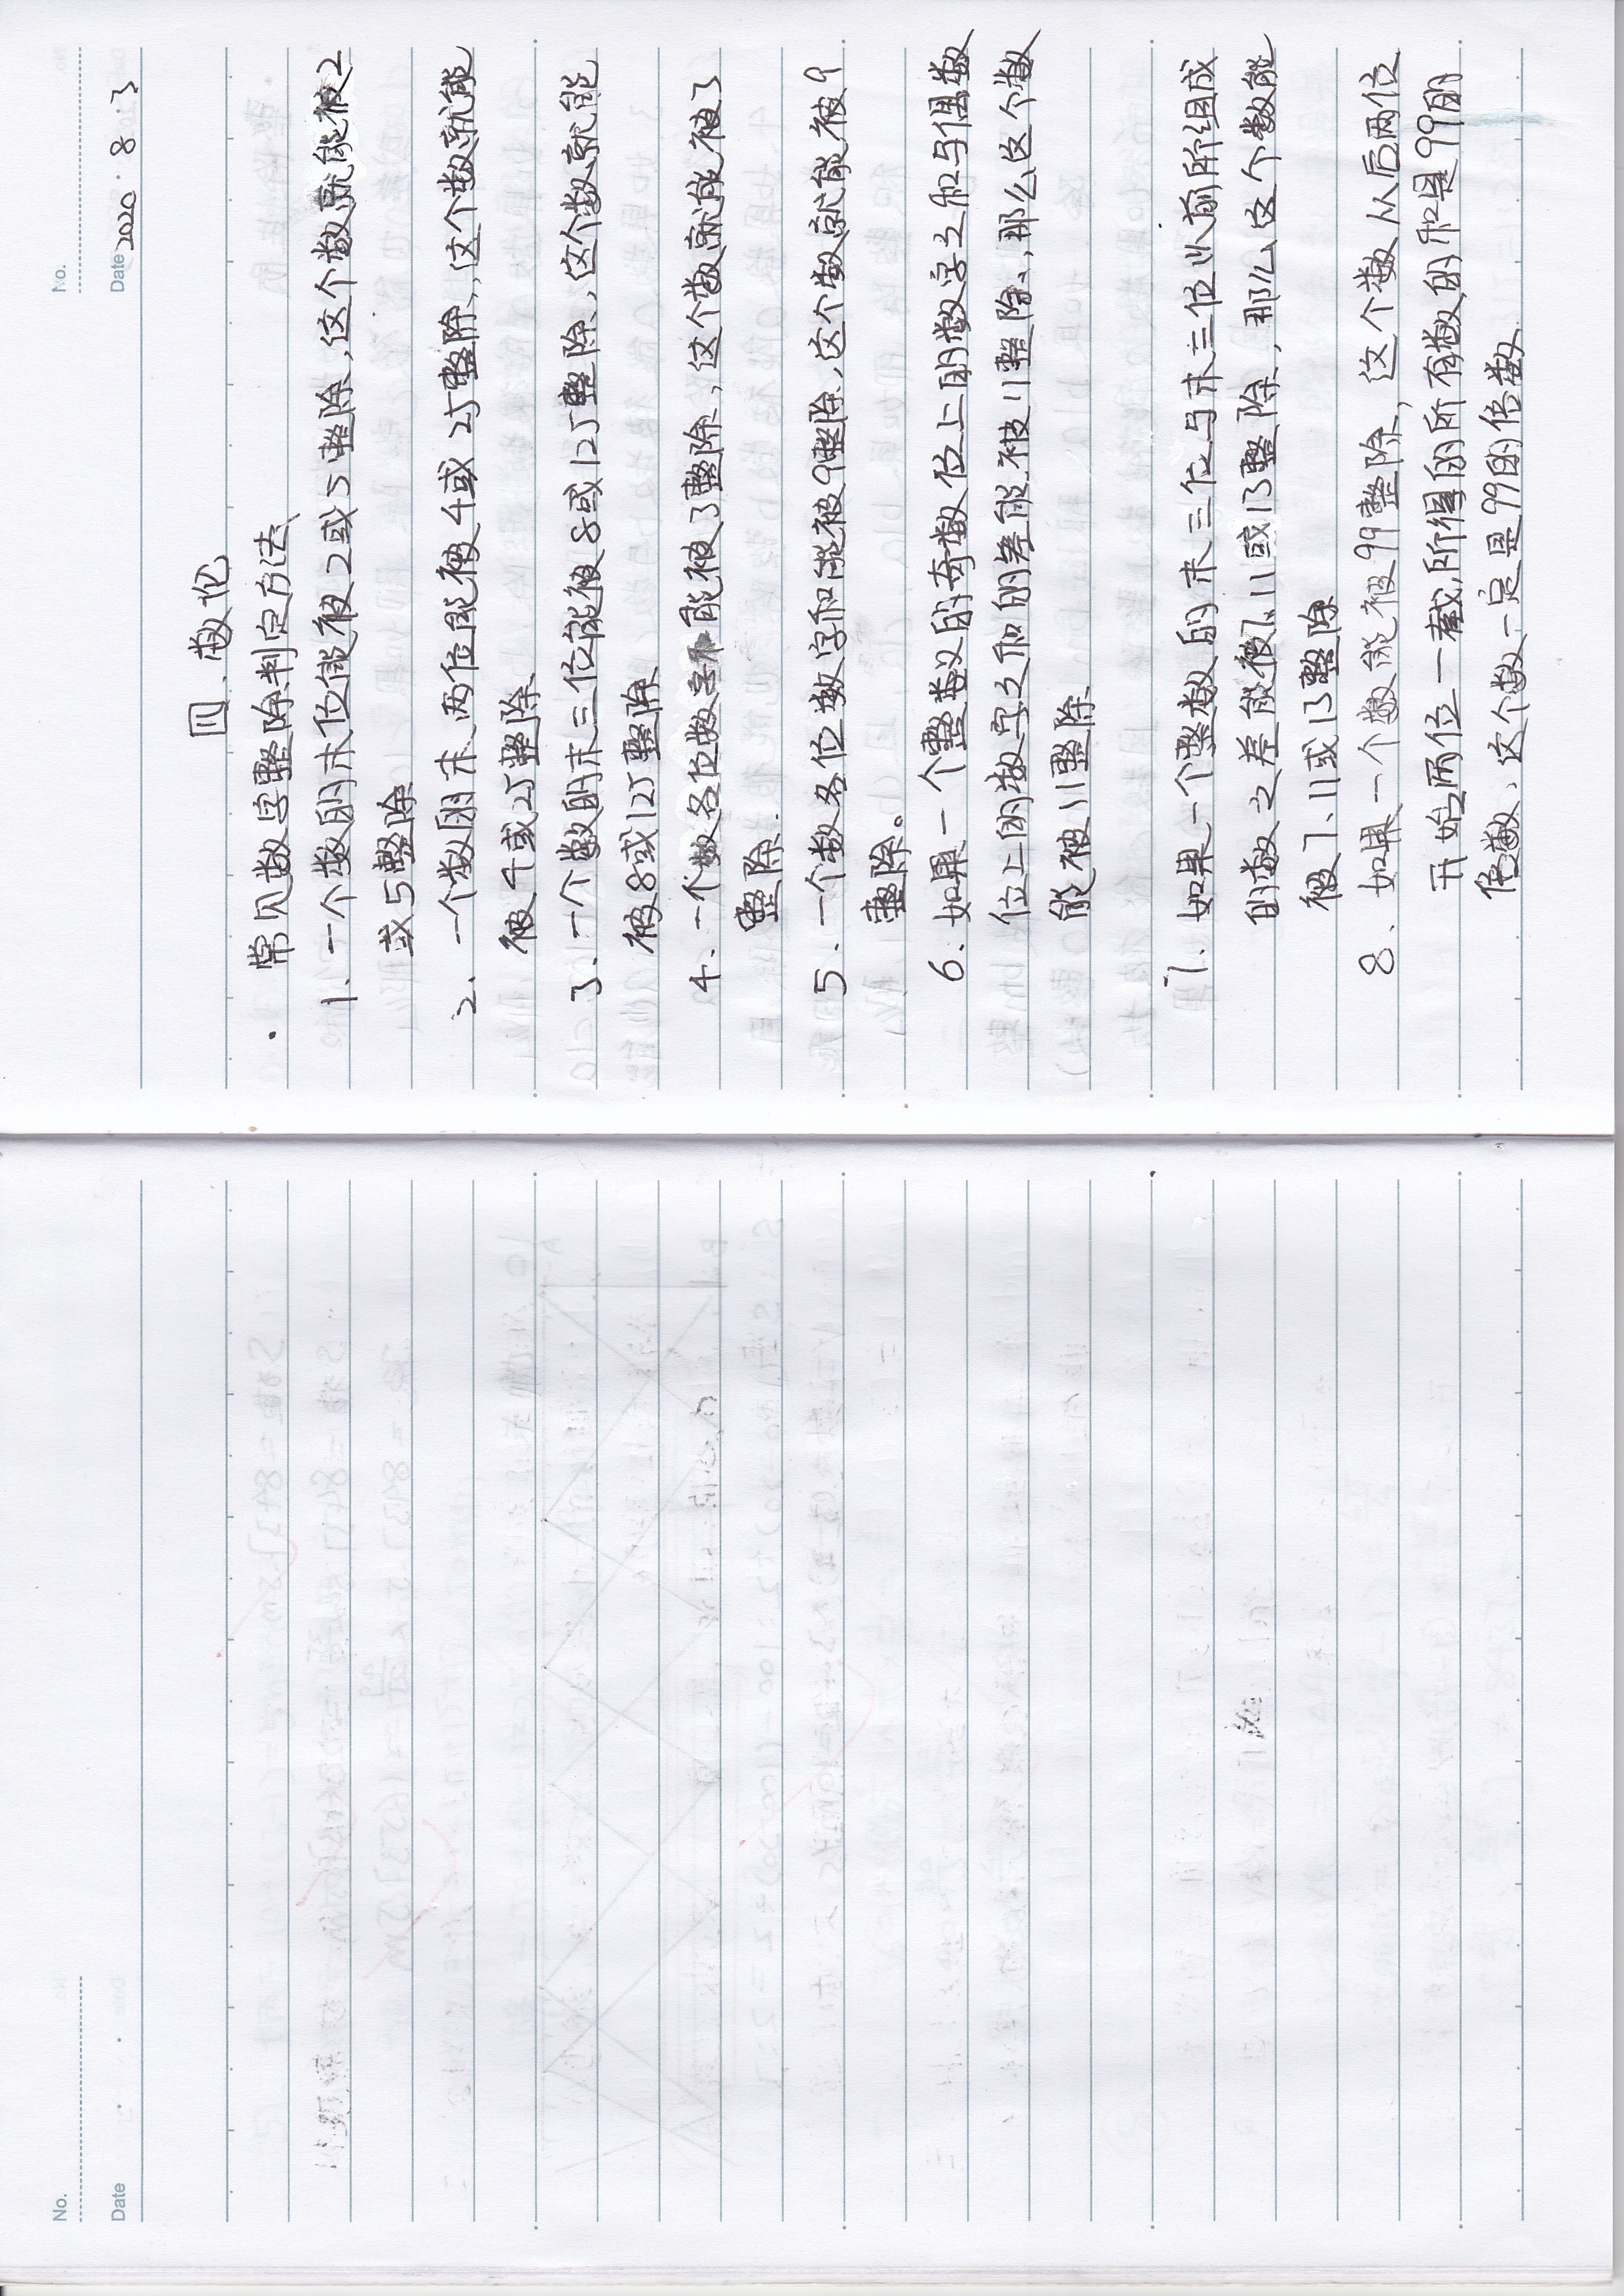 No.
Date 2020 · 8 · 3
四、数论
· 常见数字整除判定方法
1. 一个数的末位能被2或5整除,这个数就能被2
或5整除
2. 一个数的末两位能被4或25整除,这个数就能
被4或25整除
3. 一个数的末三位能被8或125整除,这个数就能
被8或125整除
4. 一个数各位数字和能被3整除,这个数就能被3
整除.
5. 一个数各位数字和能被9整除,这个数就能被9
整除。
6. 如果一个整数的奇数位上的数字之和与偶数
位上的数字之和的差能被11整除,那么这个数
能被11整除
7. 如果一个整数的末三位与末三位以前所组成
的数之差能被7、11或13整除,那么这个数能
被7、11或13整除
8、如果一个数能被99整除,这个数从后两位
开始两位一截,所得的所有数的和是99的
倍数,这个数一定是99的倍数.
No.
Date